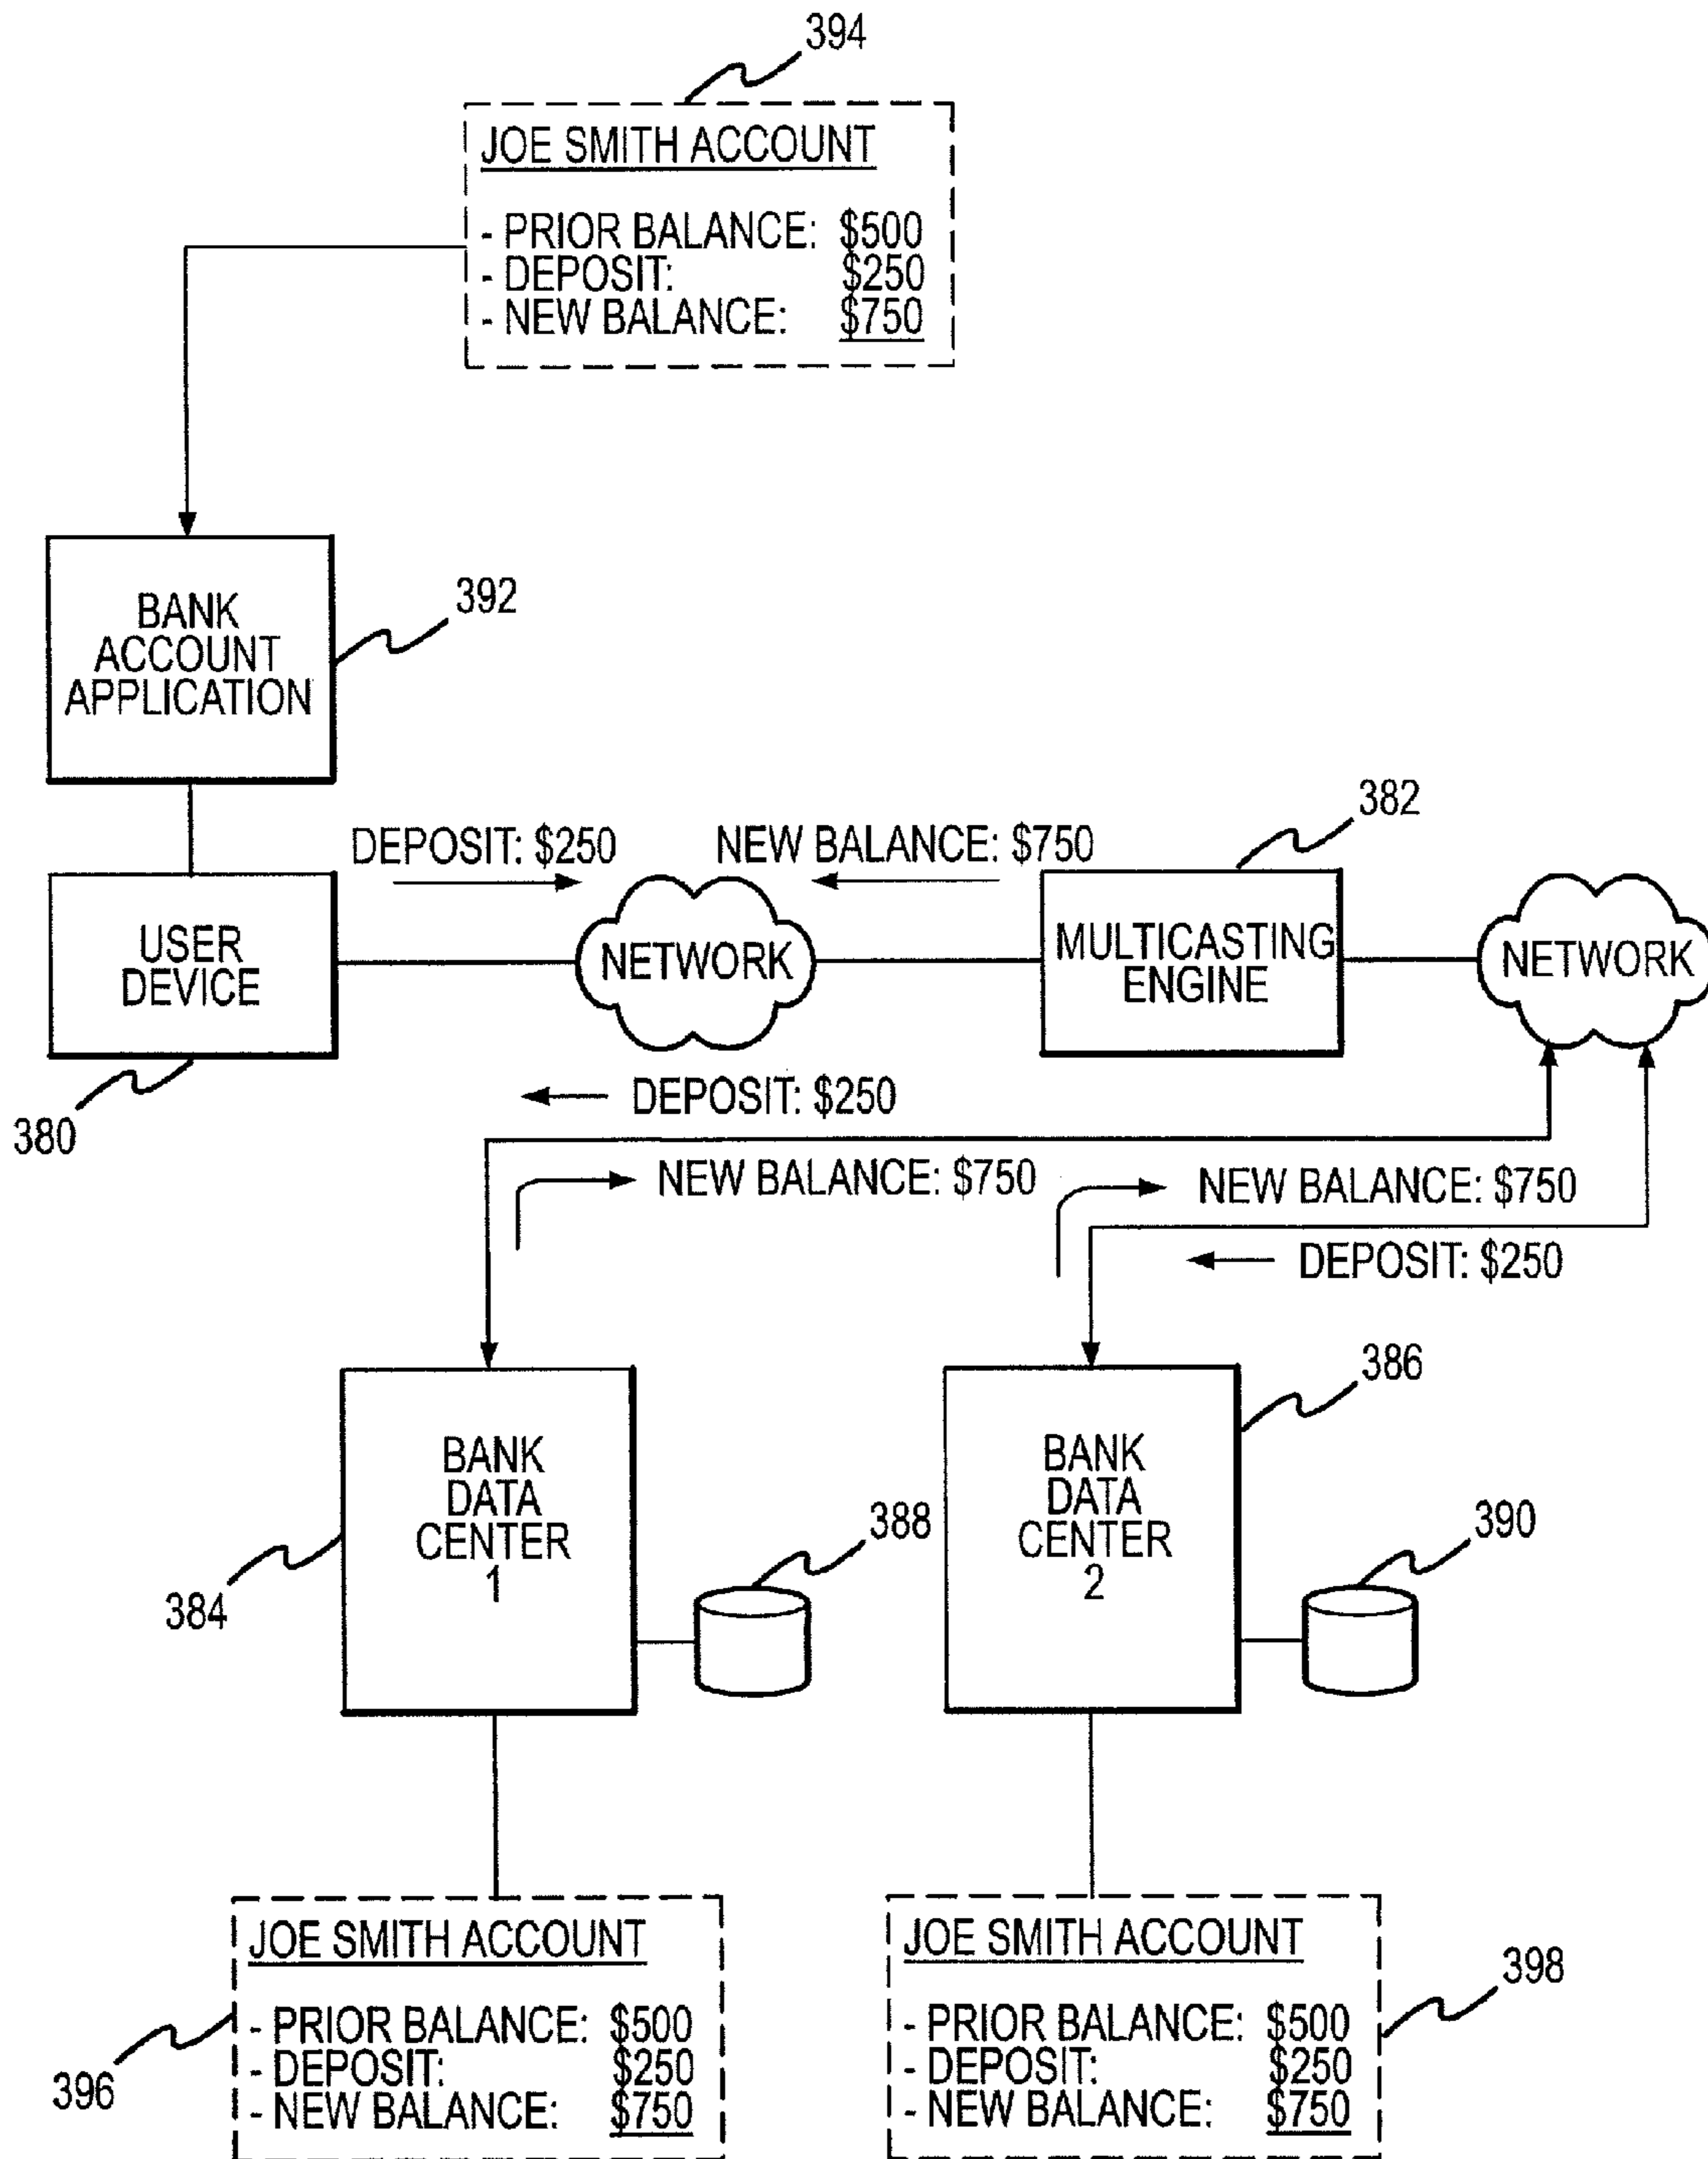 394
JOE SMITH ACCOUNT
- PRIOR BALANCE: $500
- DEPOSIT: $250
- NEW BALANCE: $750
BANK
ACCOUNT
APPLICATION
392
382
DEPOSIT: $250
NEW BALANCE: $750
USER
DEVICE
NETWORK
MULTICASTING
ENGINE
NETWORK
380
DEPOSIT: $250
NEW BALANCE: $750
NEW BALANCE: $750
DEPOSIT: $250
386
BANK
DATA
CENTER
1
388
384
BANK
DATA
CENTER
2
390
JOE SMITH ACCOUNT
- PRIOR BALANCE: $500
- DEPOSIT: $250
- NEW BALANCE: $750
396
JOE SMITH ACCOUNT
- PRIOR BALANCE: $500
- DEPOSIT: $250
- NEW BALANCE: $750
398